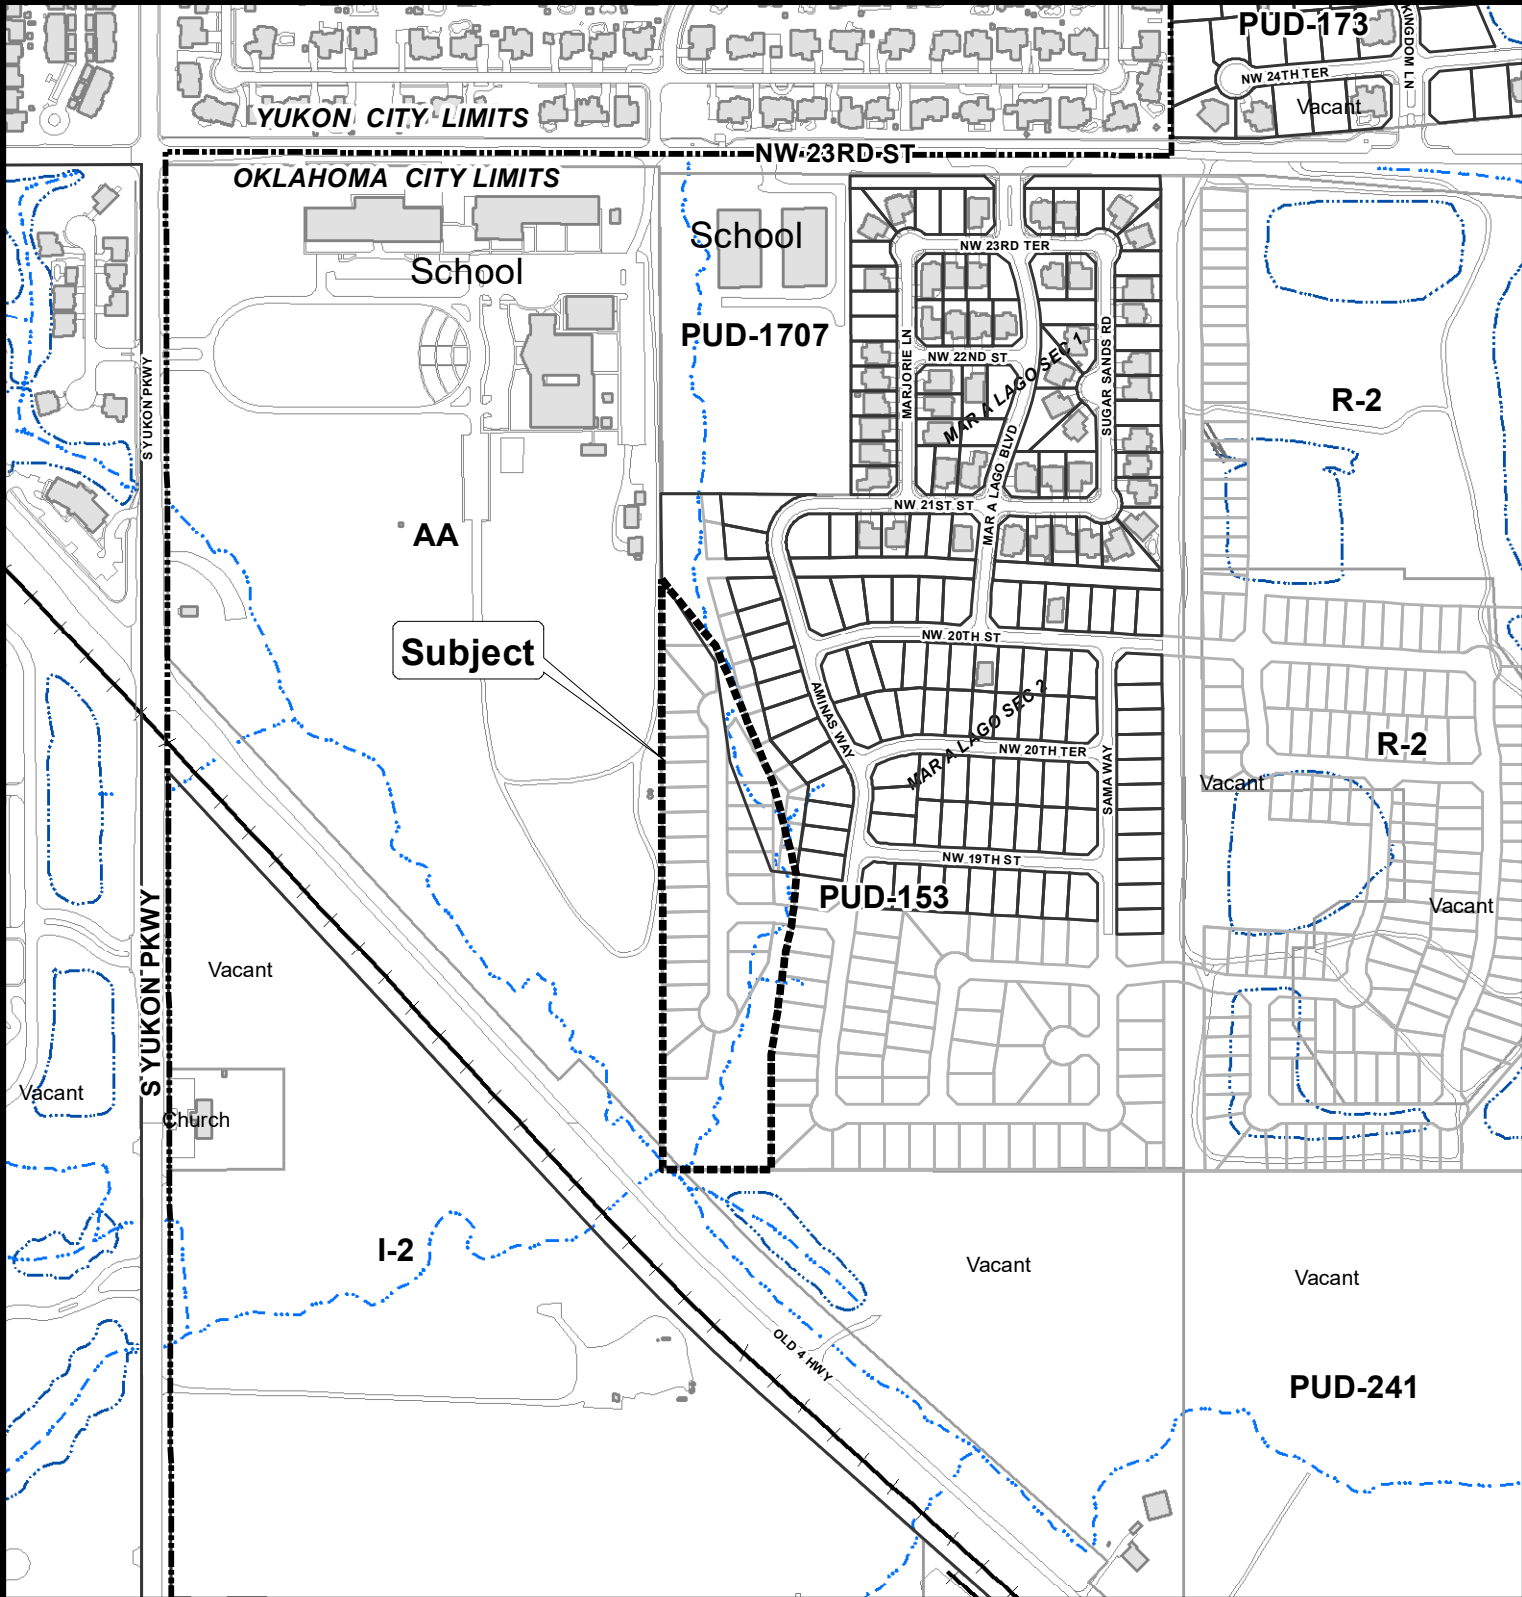 PUD-173
KINGDOM LN
NW 24TH TER
Vacant
YUKON CITY LIMITS
NW 23RD ST
OKLAHOMA CITY LIMITS
School
School
NW 23RD TER
PUD-1707
S YUKON PKWY
MARJORIE LN
NW 22ND ST
MAR A LAGO SEC 1
SUGAR SANDS RD
R-2
MAR A LAGO BLVD
NW 21ST ST
AA
Subject
NW 20TH ST
AMINAS WAY
MAR A LAGO SEC 2
NW 20TH TER
SAMA WAY
R-2
Vacant
NW 19TH ST
PUD-153
Vacant
S YUKON PKWY
Vacant
Vacant
Church
I-2
Vacant
Vacant
OLD 4 HWY
PUD-241